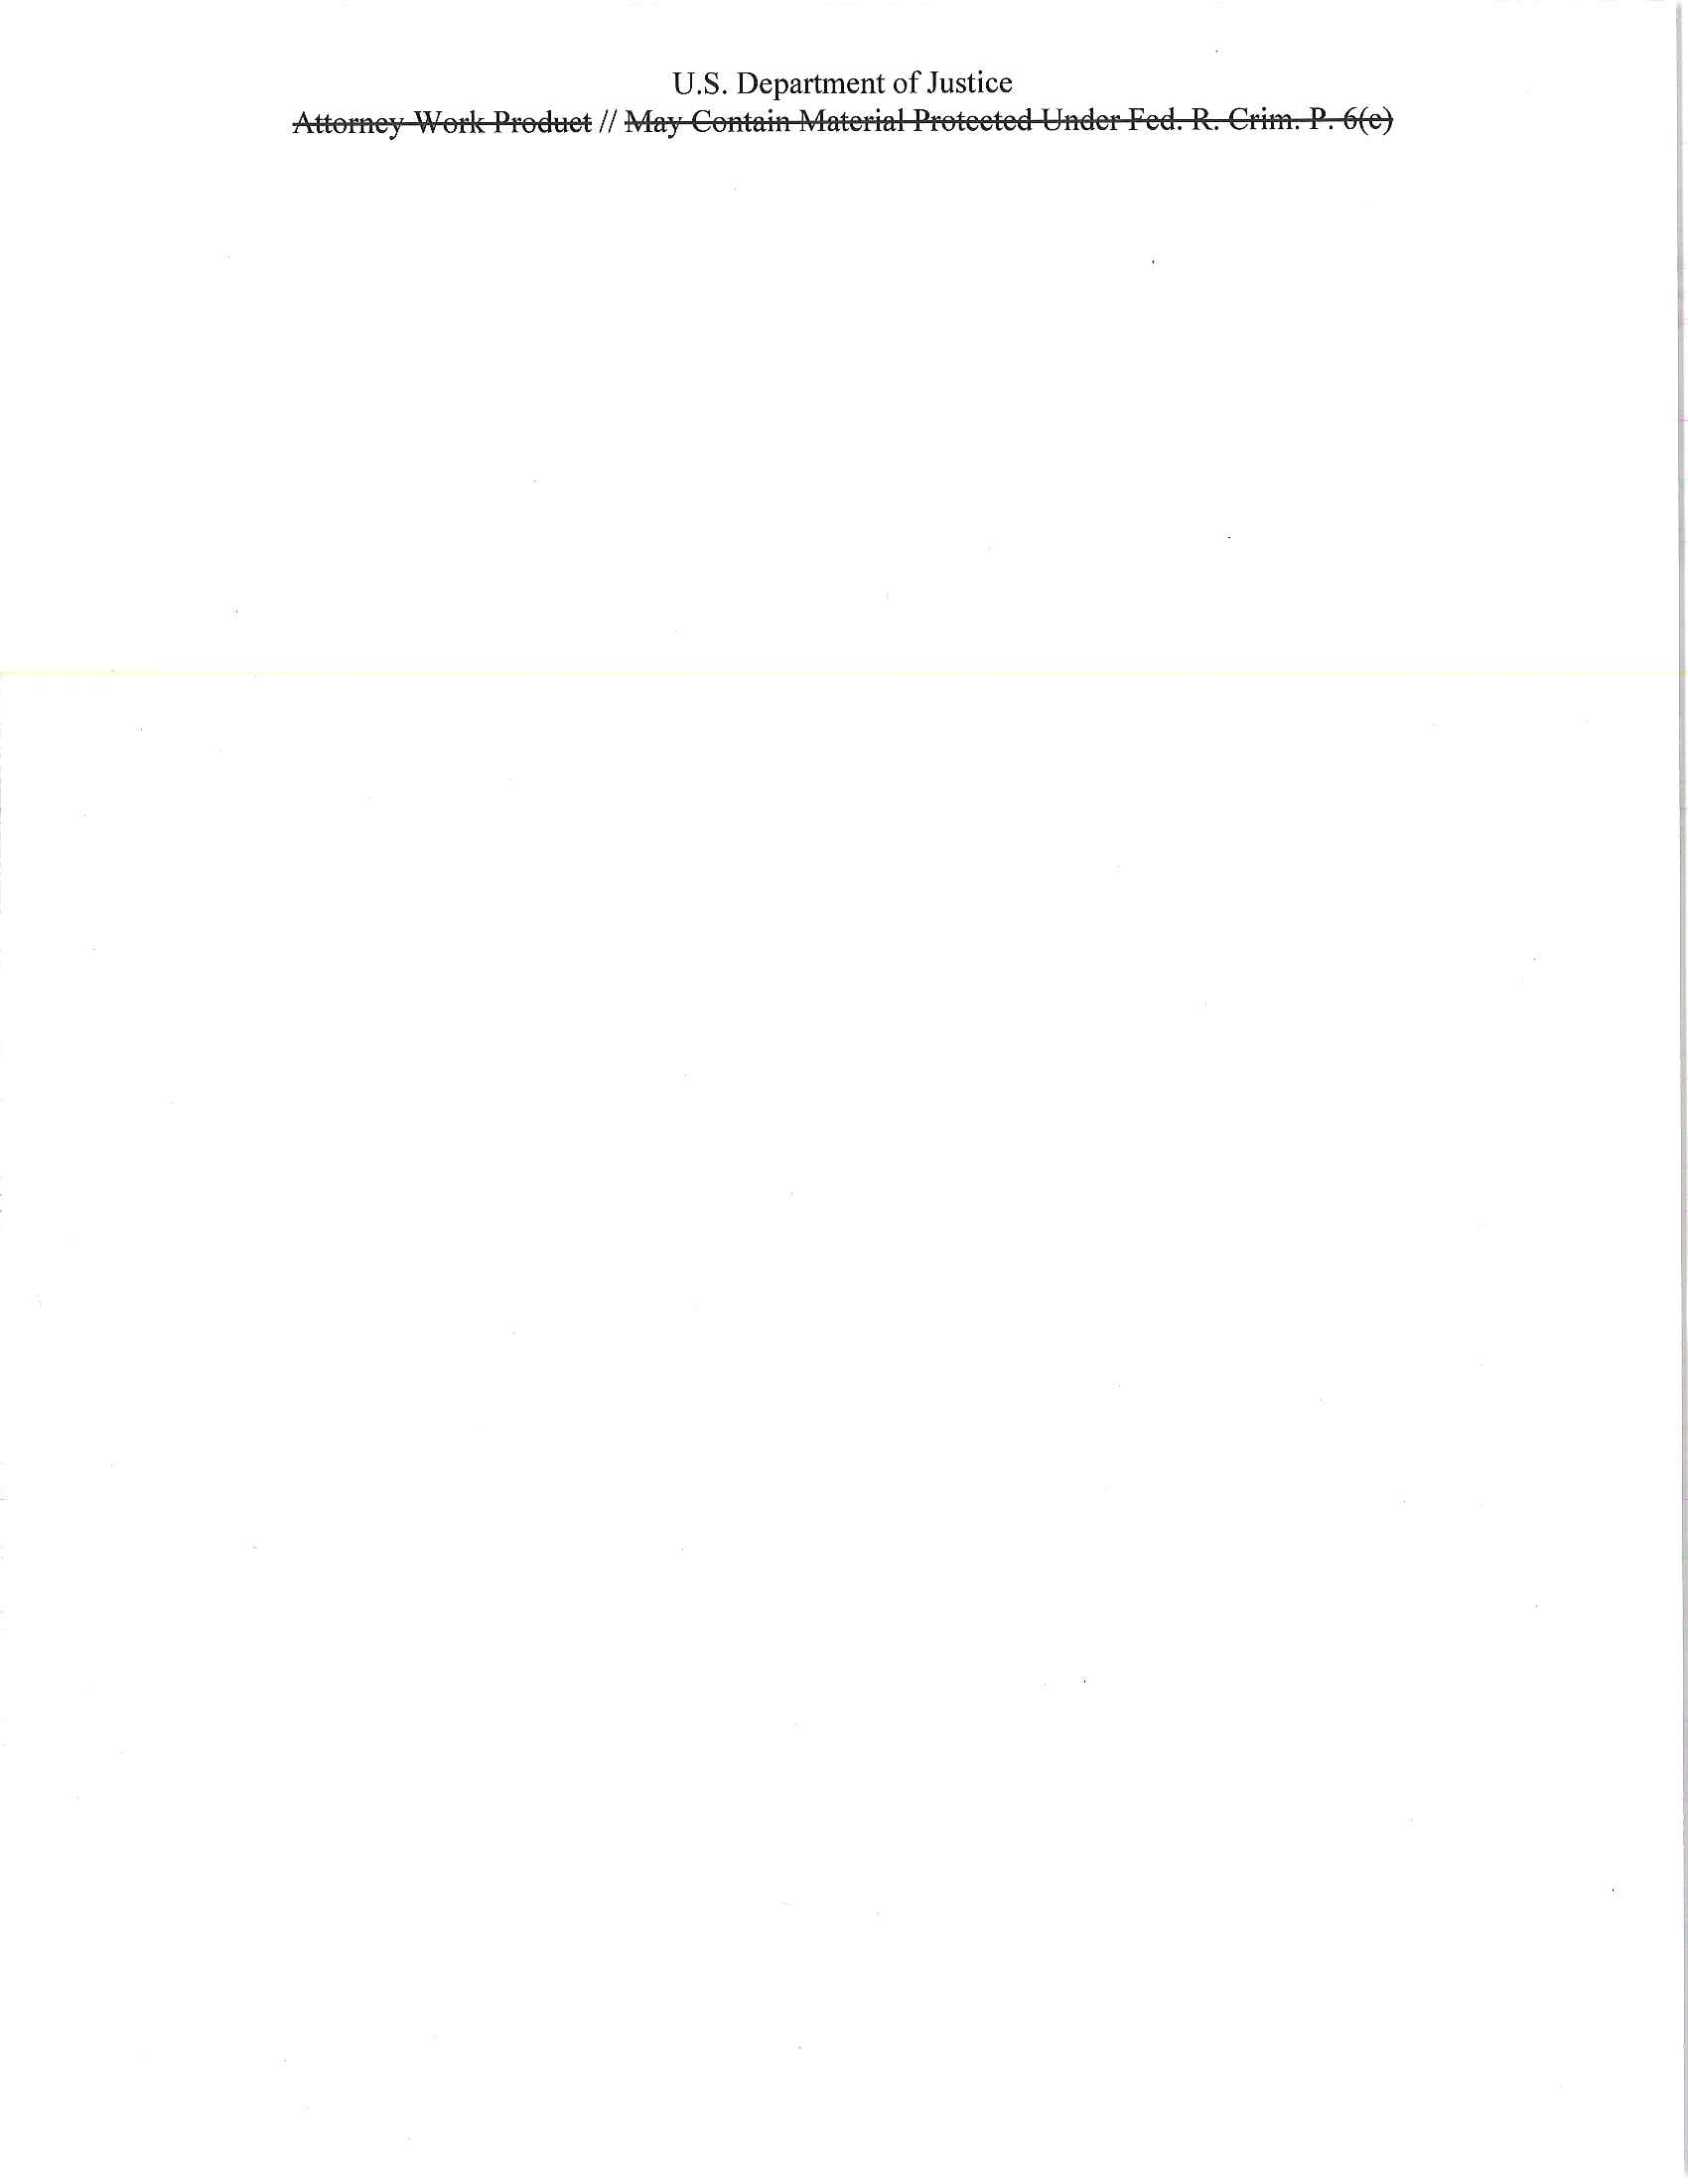 U.S. Department of Justice
Attorney Work Product // May Contain Material Protected Under Fed. R. Crim. P. 6(e)